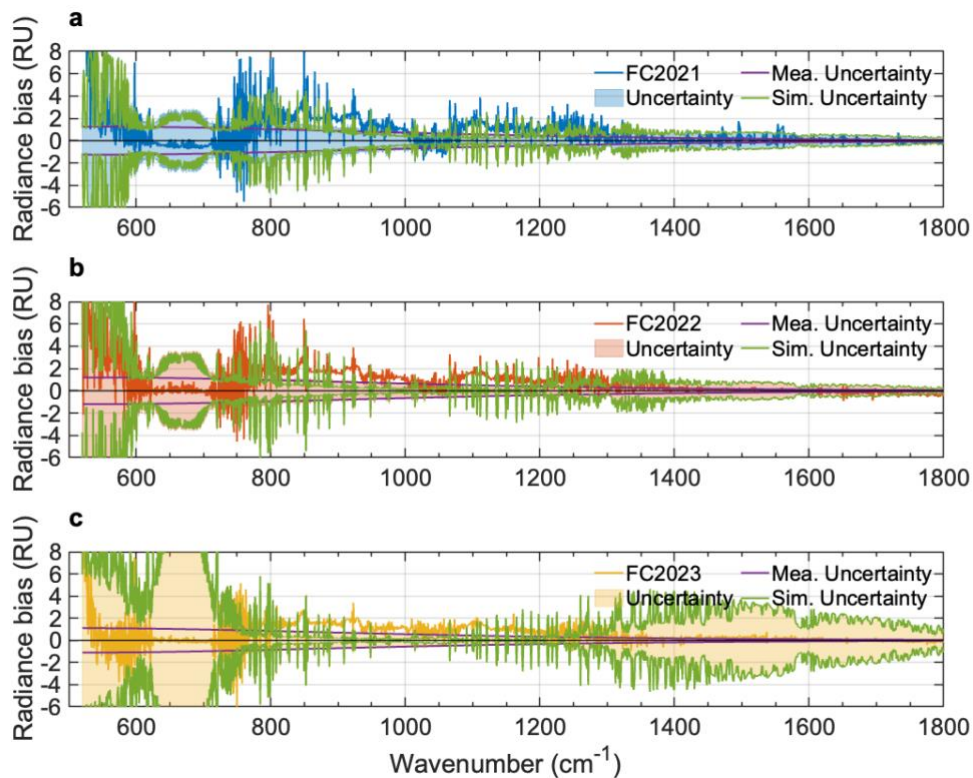 a
Radiance bias (RU)
8
6
4
2
0
-2
-4
-6
FC2021
Mea. Uncertainty
Uncertainty
Sim. Uncertainty
600 800 1000 1200 1400 1600 1800
b
Radiance bias (RU)
8
6
4
2
0
-2
-4
-6
FC2022
Mea. Uncertainty
Uncertainty
Sim. Uncertainty
600 800 1000 1200 1400 1600 1800
c
Radiance bias (RU)
8
6
4
2
0
-2
-4
-6
FC2023
Mea. Uncertainty
Uncertainty
Sim. Uncertainty
600 800 1000 1200 1400 1600 1800
Wavenumber (cm⁻¹)